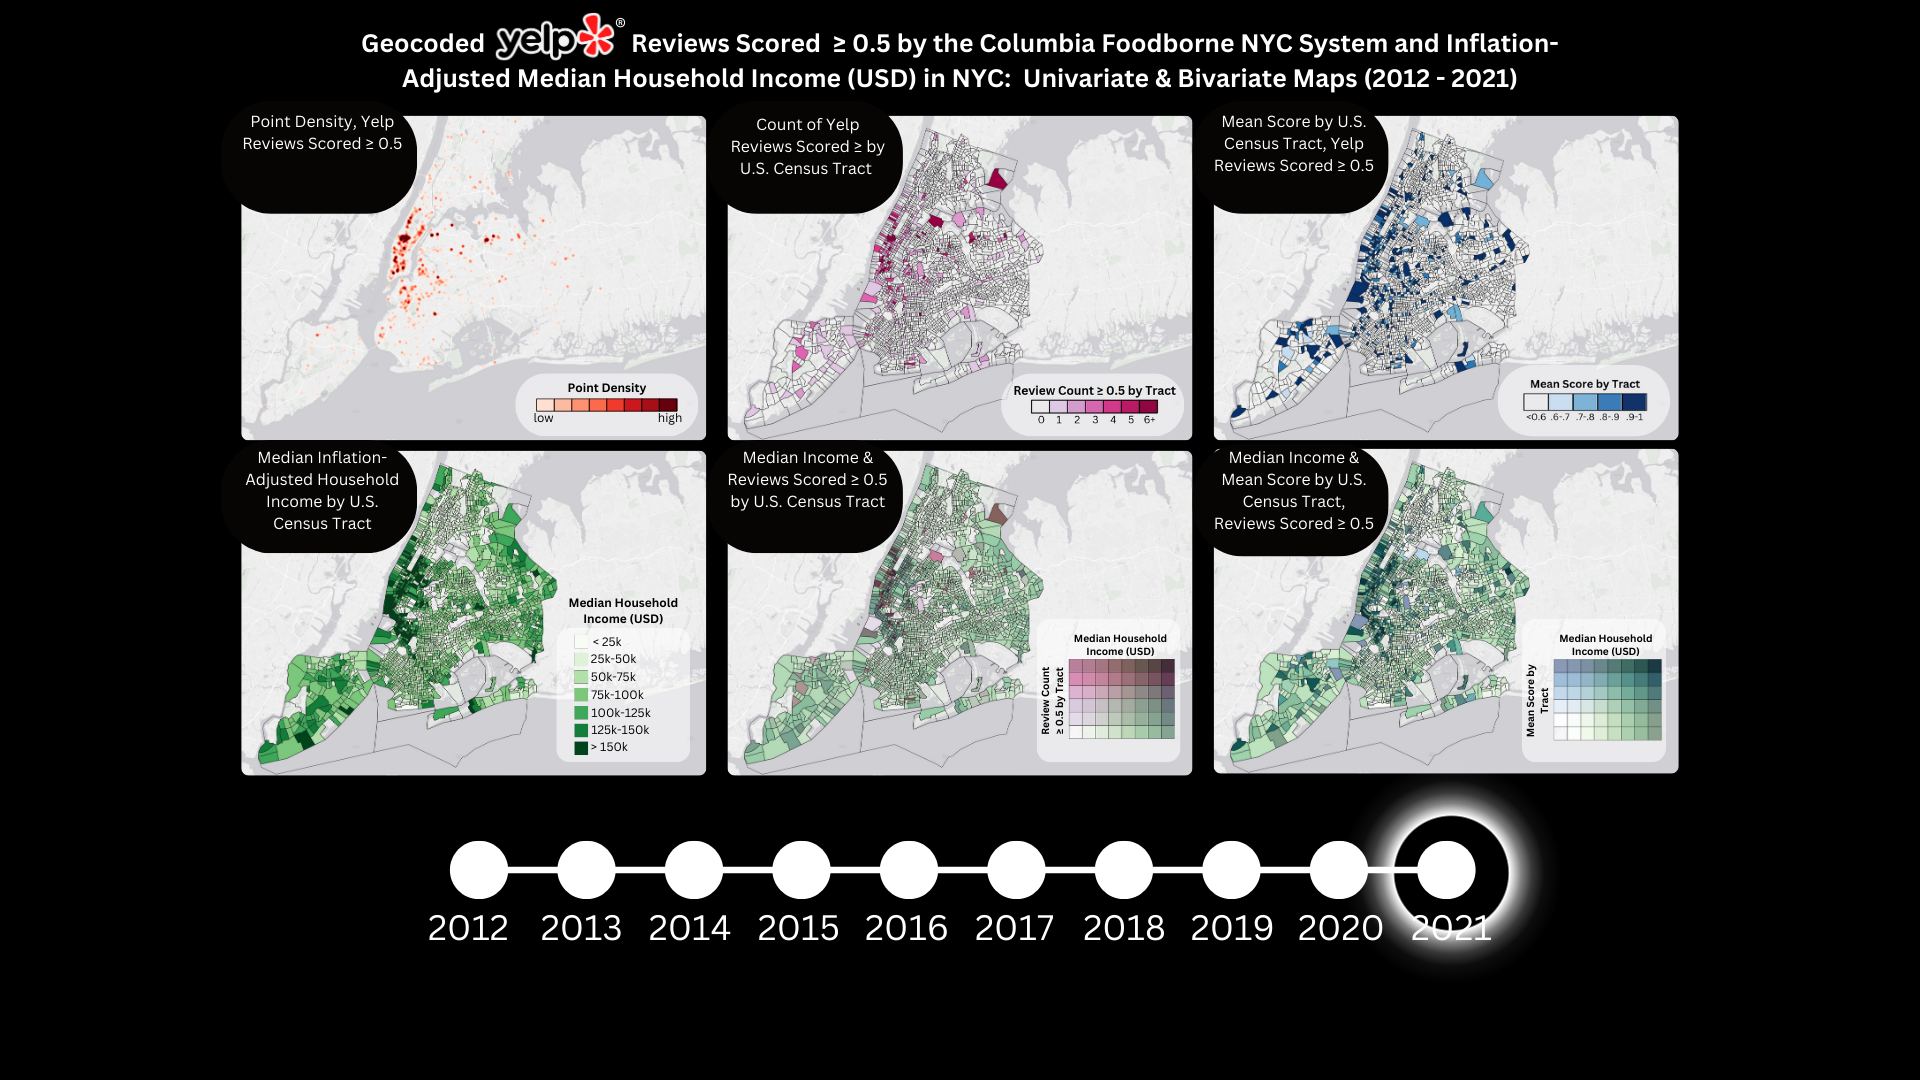 Geocoded yelp® Reviews Scored ≥ 0.5 by the Columbia Foodborne NYC System and Inflation-
Adjusted Median Household Income (USD) in NYC: Univariate & Bivariate Maps (2012 - 2021)
Point Density, Yelp
Reviews Scored ≥ 0.5
Point Density
low high
Count of Yelp
Reviews Scored ≥ by
U.S. Census Tract
Review Count ≥ 0.5 by Tract
0 1 2 3 4 5 6+
Mean Score by U.S.
Census Tract, Yelp
Reviews Scored ≥ 0.5
Mean Score by Tract
<0.6 .6-.7 .7-.8 .8-.9 .9-1
Median Inflation-
Adjusted Household
Income by U.S.
Census Tract
Median Household
Income (USD)
< 25k
25k-50k
50k-75k
75k-100k
100k-125k
125k-150k
> 150k
Median Income &
Reviews Scored ≥ 0.5
by U.S. Census Tract
Median Household
Income (USD)
Review Count
≥ 0.5 by Tract
Median Income &
Mean Score by U.S.
Census Tract,
Reviews Scored ≥ 0.5
Median Household
Income (USD)
Mean Score by
Tract
2012 2013 2014 2015 2016 2017 2018 2019 2020 2021